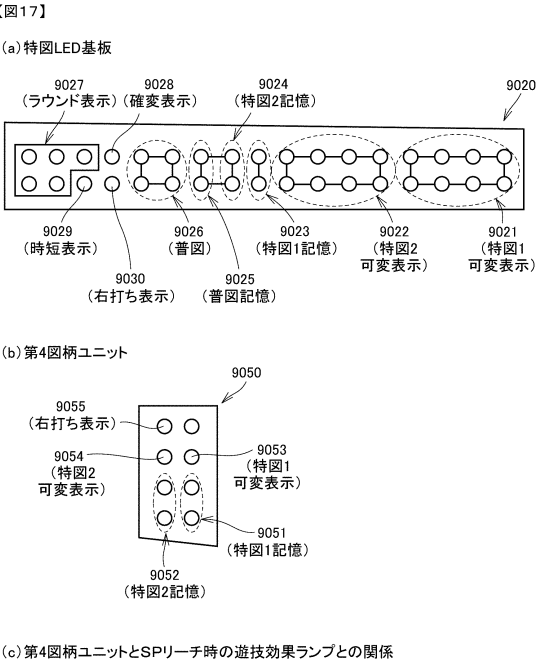 【図17】
(a)特図LED基板
9027
(ラウンド表示)
9028
(確変表示)
9024
(特図2記憶)
9020
9029
(時短表示)
9030
(右打ち表示)
9026
(普図)
9025
(普図記憶)
9023
(特図1記憶)
9022
(特図2
可変表示)
9021
(特図1
可変表示)
(b)第4図柄ユニット
9050
9055
(右打ち表示)
9054
(特図2
可変表示)
9053
(特図1
可変表示)
9051
(特図1記憶)
9052
(特図2記憶)
(c)第4図柄ユニットとSPリーチ時の遊技効果ランプとの関係